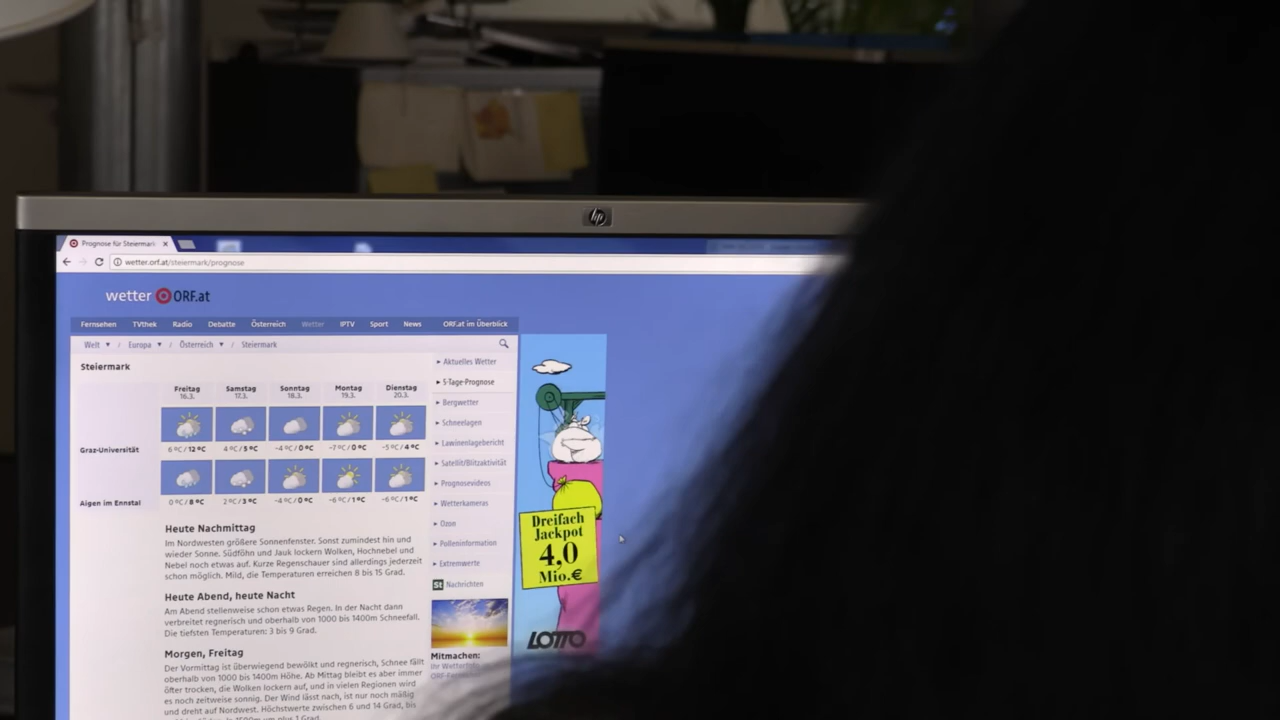 hp
Prognose für Steiermark
wetter.orf.at/steiermark/prognose
wetter ORF.at
Fernsehen TVthek Radio Debatte Österreich Wetter IPTV Sport News ORF.at im Überblick
Welt / Europa / Österreich / Steiermark
Steiermark
Freitag Samstag Sonntag Montag Dienstag
16.3. 17.3. 18.3. 19.3. 20.3.
Graz-Universität 6 °C / 12 °C 4 °C / 5 °C -4 °C / 0 °C -7 °C / 0 °C -5 °C / 4 °C
Aigen im Ennstal 0 °C / 8 °C 2 °C / 3 °C -4 °C / 0 °C -6 °C / 1 °C -6 °C / 1 °C
Heute Nachmittag
Im Nordwesten größere Sonnenfenster. Sonst zumindest hin und
wieder Sonne. Südföhn und Jauk lockern Wolken, Hochnebel und
Nebel noch etwas auf. Kurze Regenschauer sind allerdings jederzeit
schon möglich. Mild, die Temperaturen erreichen 8 bis 15 Grad.
Heute Abend, heute Nacht
Am Abend stellenweise schon etwas Regen. In der Nacht dann
verbreitet regnerisch und oberhalb von 1000 bis 1400m Schneefall.
Die tiefsten Temperaturen: 3 bis 9 Grad.
Morgen, Freitag
Der Vormittag ist überwiegend bewölkt und regnerisch, Schnee fällt
oberhalb von 1000 bis 1400m Höhe. Ab Mittag bleibt es aber immer
öfter trocken, die Wolken lockern auf, und in vielen Regionen wird
es noch zeitweise sonnig. Der Wind lässt nach, ist nur noch mäßig
und dreht auf Nordwest. Höchstwerte zwischen 6 und 14 Grad, bis
in 1500m um plus 1 Grad.
Aktuelles Wetter
5-Tage-Prognose
Bergwetter
Schneelagen
Lawinenlagebericht
Satellit/Blitzaktivität
Prognosevideos
Wetterkameras
Ozon
Polleninformation
Extremwerte
St Nachrichten
Mitmachen:
Ihr
Dreifach
Jackpot
4,0
Mio.€
LOTTO